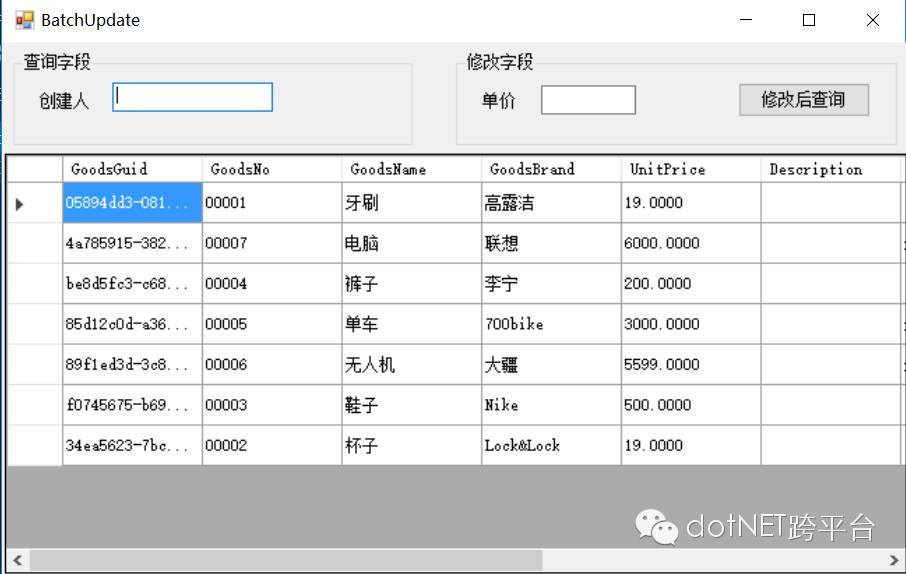 BatchUpdate
查询字段
创建人
修改字段
单价
修改后查询
GoodsGuid GoodsNo GoodsName GoodsBrand UnitPrice Description
05894dd3-081... 00001 牙刷 高露洁 19.0000
4a785915-382... 00007 电脑 联想 6000.0000
be8d5fc3-c68... 00004 裤子 李宁 200.0000
85d12c0d-a36... 00005 单车 700bike 3000.0000
89f1ed3d-3c8... 00006 无人机 大疆 5599.0000
f0745675-b69... 00003 鞋子 Nike 500.0000
34ea5623-7bc... 00002 杯子 Lock&Lock 19.0000
dotNET跨平台